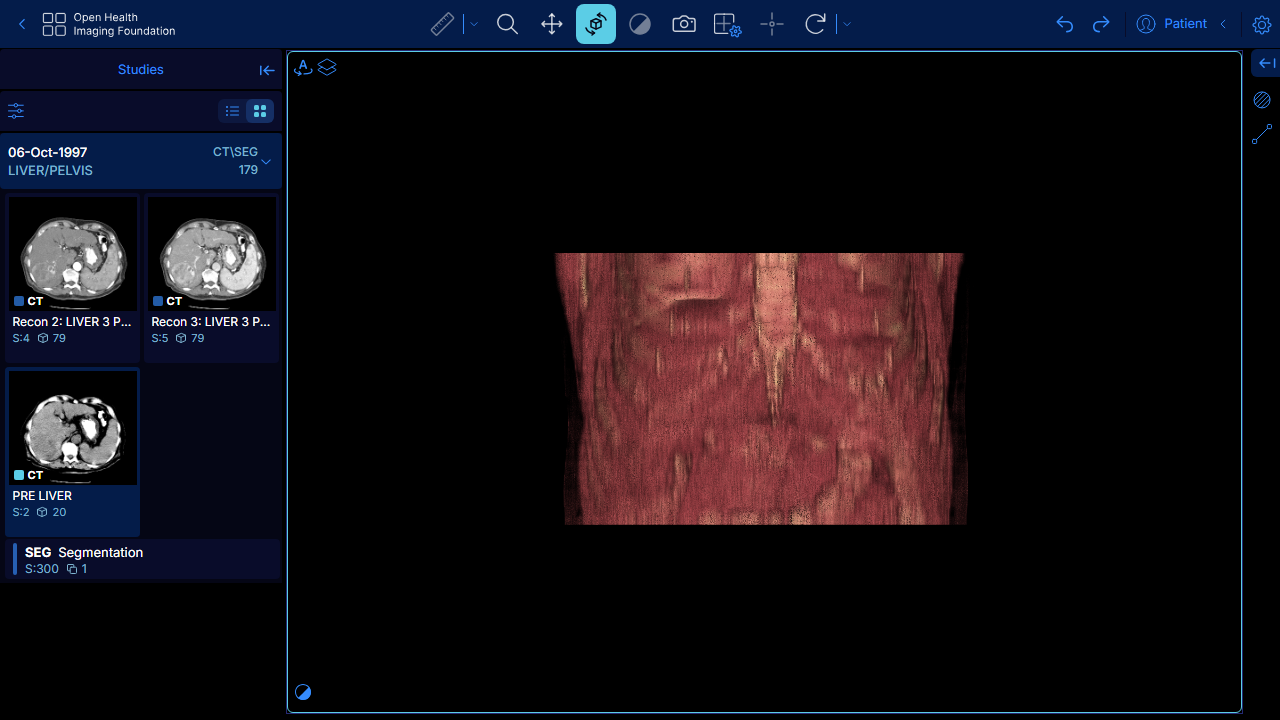 Open Health
Imaging Foundation
Patient
Studies
A
06-Oct-1997
CT\SEG
LIVER/PELVIS
179
CT
CT
Recon 2: LIVER 3 P...
Recon 3: LIVER 3 P...
S:4 79
S:5 79
CT
PRE LIVER
S:2 20
SEG Segmentation
S:300 1